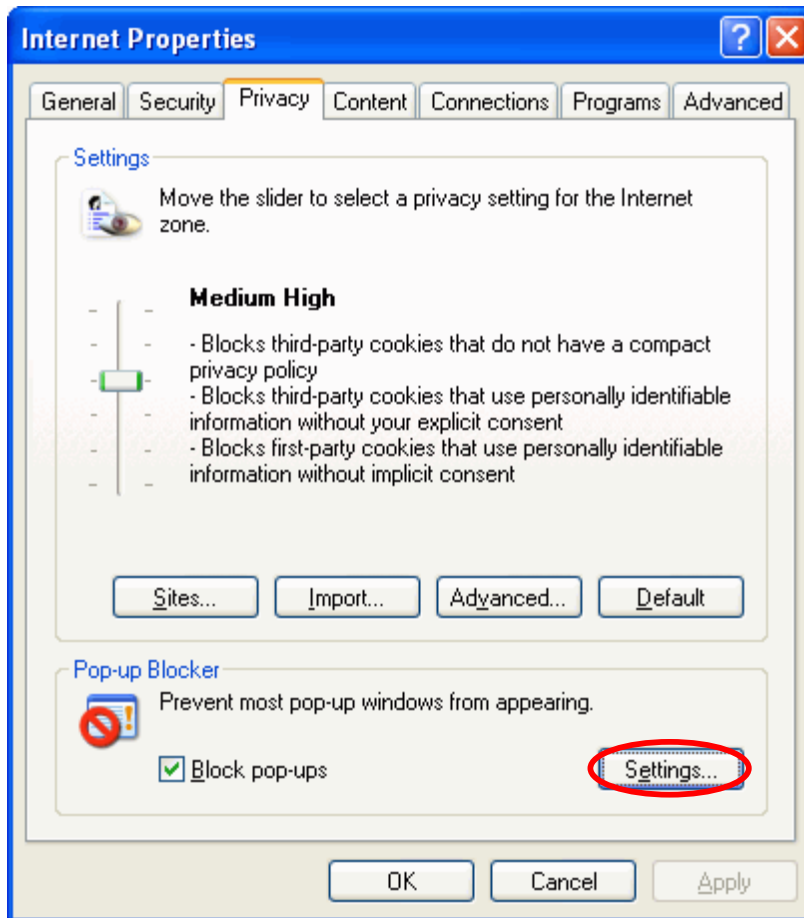 Internet Properties
General Security Privacy Content Connections Programs Advanced
Settings
Move the slider to select a privacy setting for the Internet
zone.
Medium High
- Blocks third-party cookies that do not have a compact
privacy policy
- Blocks third-party cookies that use personally identifiable
information without your explicit consent
- Blocks first-party cookies that use personally identifiable
information without implicit consent
Sites... Import... Advanced... Default
Pop-up Blocker
Prevent most pop-up windows from appearing.
Block pop-ups Settings...
OK Cancel Apply